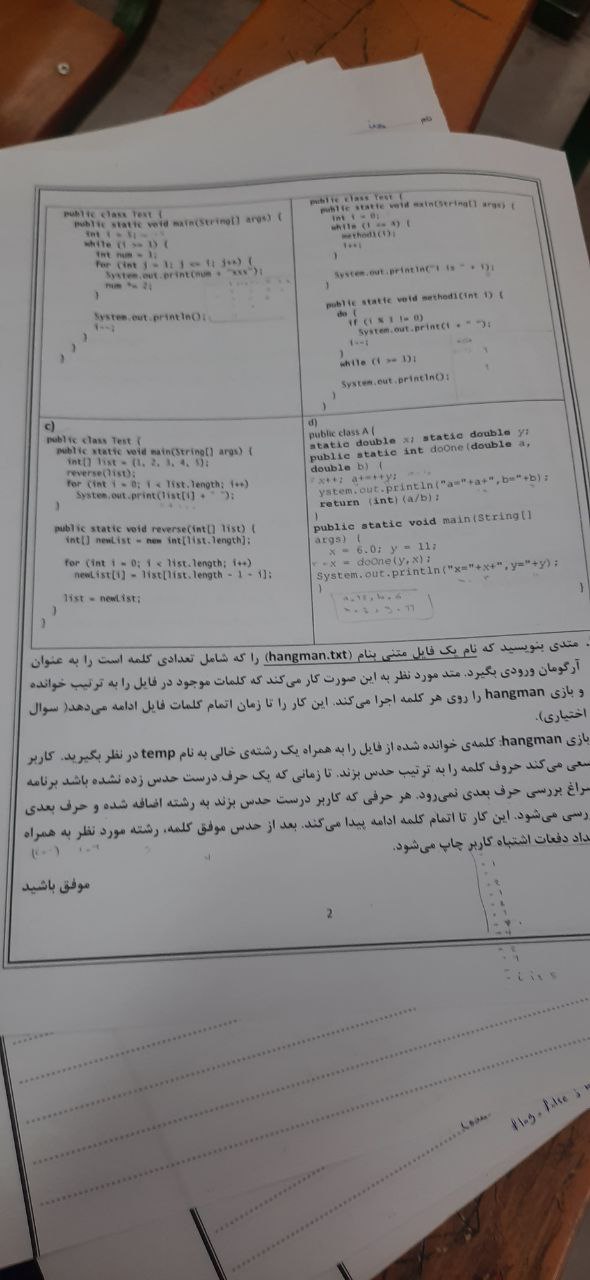 public class Test {
public static void main(String[] args) {
int i = 5;
while (i >= 1) {
int num = 1;
for (int j = 1; j <= i; j++) {
System.out.print(num + "xxx");
num *= 2;
}
System.out.println();
i--;
}
}
}
public class Test {
public static void main(String[] args) {
int i = 0;
while (i <= 4) {
method1(i);
i++;
}
System.out.println("i is " + i);
}
public static void method1(int i) {
do {
if (i % 3 != 0)
System.out.print(i + " ");
i--;
}
while (i >= 1);
System.out.println();
}
}
c)
public class Test {
public static void main(String[] args) {
int[] list = {1, 2, 3, 4, 5};
reverse(list);
for (int i = 0; i < list.length; i++)
System.out.print(list[i] + " ");
}
public static void reverse(int[] list) {
int[] newList = new int[list.length];
for (int i = 0; i < list.length; i++)
newList[i] = list[list.length - 1 - i];
list = newList;
}
}
d)
public class A {
static double x; static double y;
public static int doOne(double a,
double b) {
x++; a+=++y;
ystem.out.println("a="+a+",b="+b);
return (int)(a/b);
}
public static void main(String[]
args) {
x = 6.0; y = 11;
x = doOne(y,x);
System.out.println("x="+x+",y="+y);
}
}
متدی بنویسید که نام یک فایل متنی بنام (hangman.txt) را که شامل تعدادی کلمه است را به عنوان
آرگومان ورودی بگیرد. متد مورد نظر به این صورت کار می‌کند که کلمات موجود در فایل را به ترتیب خوانده
و بازی hangman را روی هر کلمه اجرا می‌کند. این کار را تا زمان اتمام کلمات فایل ادامه می‌دهد( سوال
اختیاری).
بازی hangman: کلمه‌ی خوانده شده از فایل را به همراه یک رشته‌ی خالی به نام temp در نظر بگیرید. کاربر
سعی می‌کند حروف کلمه را به ترتیب حدس بزند. تا زمانی که یک حرف درست حدس زده نشده باشد برنامه
سراغ بررسی حرف بعدی نمی‌رود. هر حرفی که کاربر درست حدس بزند به رشته اضافه شده و حرف بعدی
ررسی می‌شود. این کار تا اتمام کلمه ادامه پیدا می‌کند. بعد از حدس موفق کلمه، رشته مورد نظر به همراه
داد دفعات اشتباه کاربر چاپ می‌شود.
موفق باشید
2